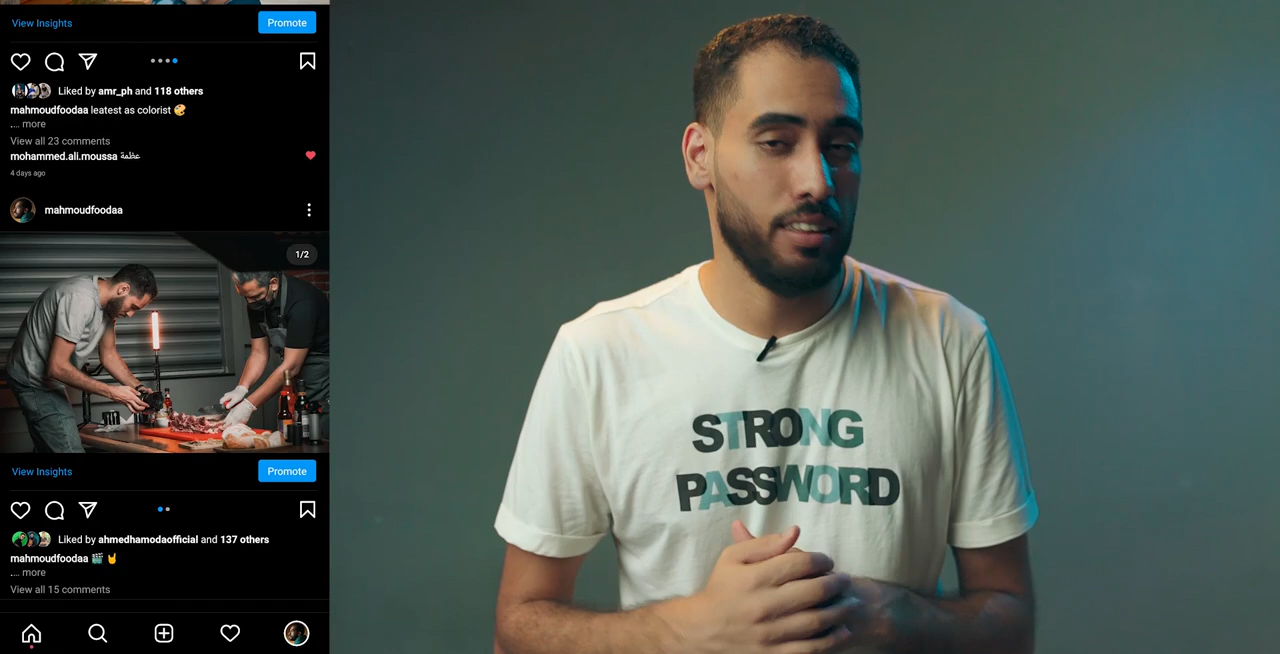 View Insights
Promote
Liked by amr_ph and 118 others
mahmoudfoodaa leatest as colorist
.... more
View all 23 comments
mohammed.ali.moussa عظمة
4 days ago
mahmoudfoodaa
1/2
View Insights
Promote
Liked by ahmedhamodaofficial and 137 others
mahmoudfoodaa
.... more
View all 15 comments
STRONG
PASSWORD